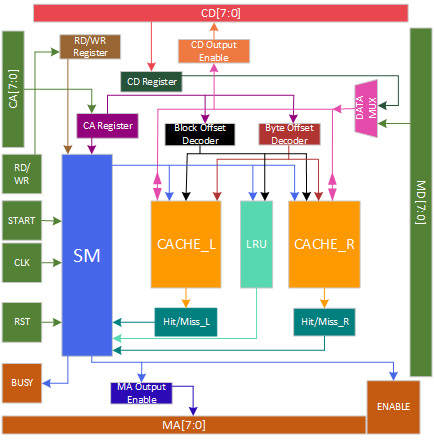 CD[7:0]
RD/WR
Register
CD Output
Enable
CA[7:0]
CD Register
DATA
MUX
CA Register
Block Offset
Decoder
Byte Offset
Decoder
RD/
WR
MD[7:0]
START
SM
CACHE_L
LRU
CACHE_R
CLK
RST
Hit/Miss_L
Hit/Miss_R
BUSY
MA Output
Enable
ENABLE
MA[7:0]